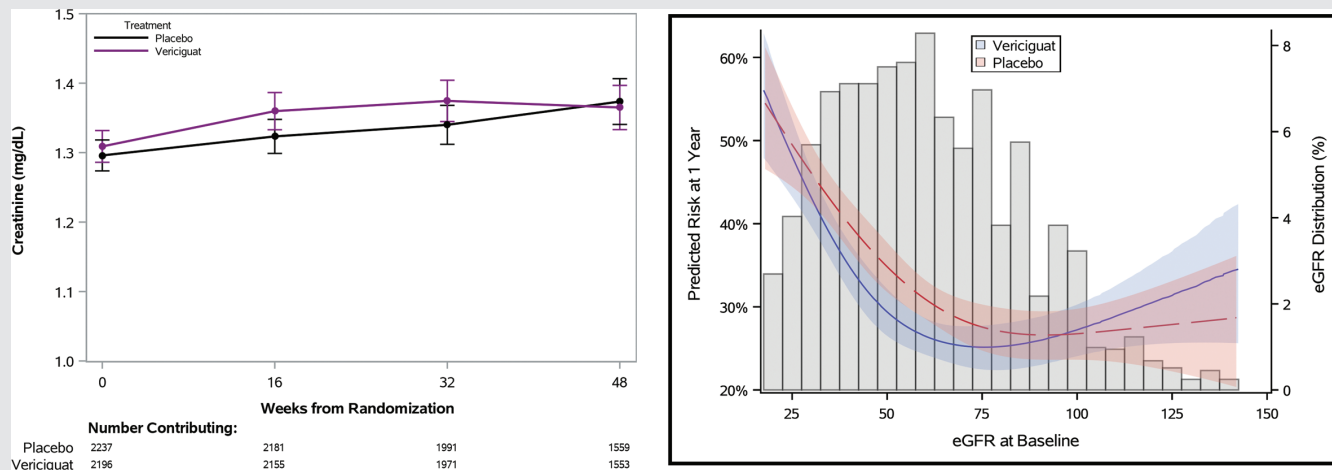 1.5
1.4
1.3
1.2
1.1
1.0
Creatinine (mg/dL)
Treatment
Placebo
Vericiguat
0 16 32 48
Weeks from Randomization
Number Contributing:
Placebo 2237 2181 1991 1559
Vericiguat 2196 2155 1971 1553
60%
50%
40%
30%
20%
Predicted Risk at 1 Year
Vericiguat
Placebo
8
6
4
2
0
eGFR Distribution (%)
25 50 75 100 125 150
eGFR at Baseline